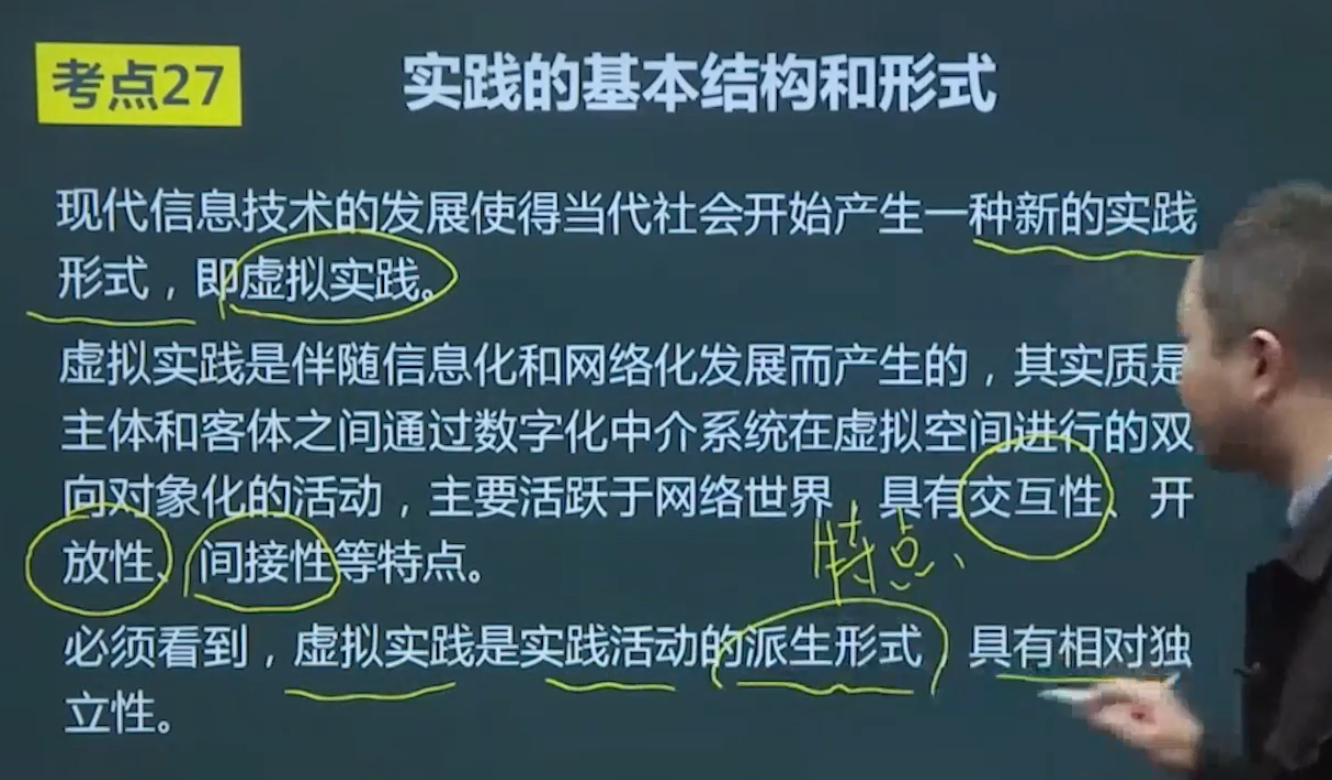 考点27
实践的基本结构和形式
现代信息技术的发展使得当代社会开始产生一种新的实践
形式，即虚拟实践。
虚拟实践是伴随信息化和网络化发展而产生的，其实质是
主体和客体之间通过数字化中介系统在虚拟空间进行的双
向对象化的活动，主要活跃于网络世界，具有交互性、开
放性、间接性等特点。
特点、
必须看到，虚拟实践是实践活动的派生形式，具有相对独
立性。